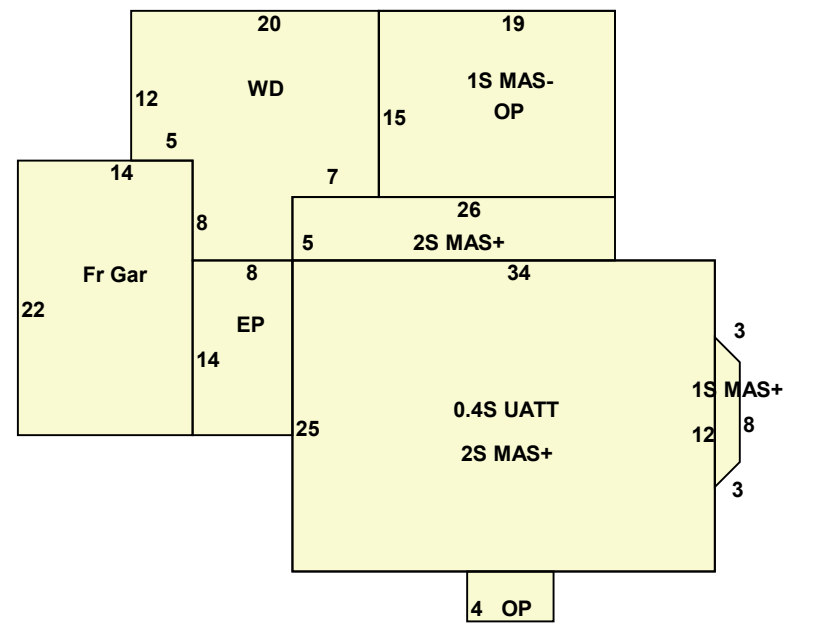 20
19
WD
1S MAS-
OP
12
15
5
14
7
26
8
5
2S MAS+
8
34
Fr Gar
22
EP
14
3
1S MAS+
0.4S UATT
25
12
8
2S MAS+
3
4 OP